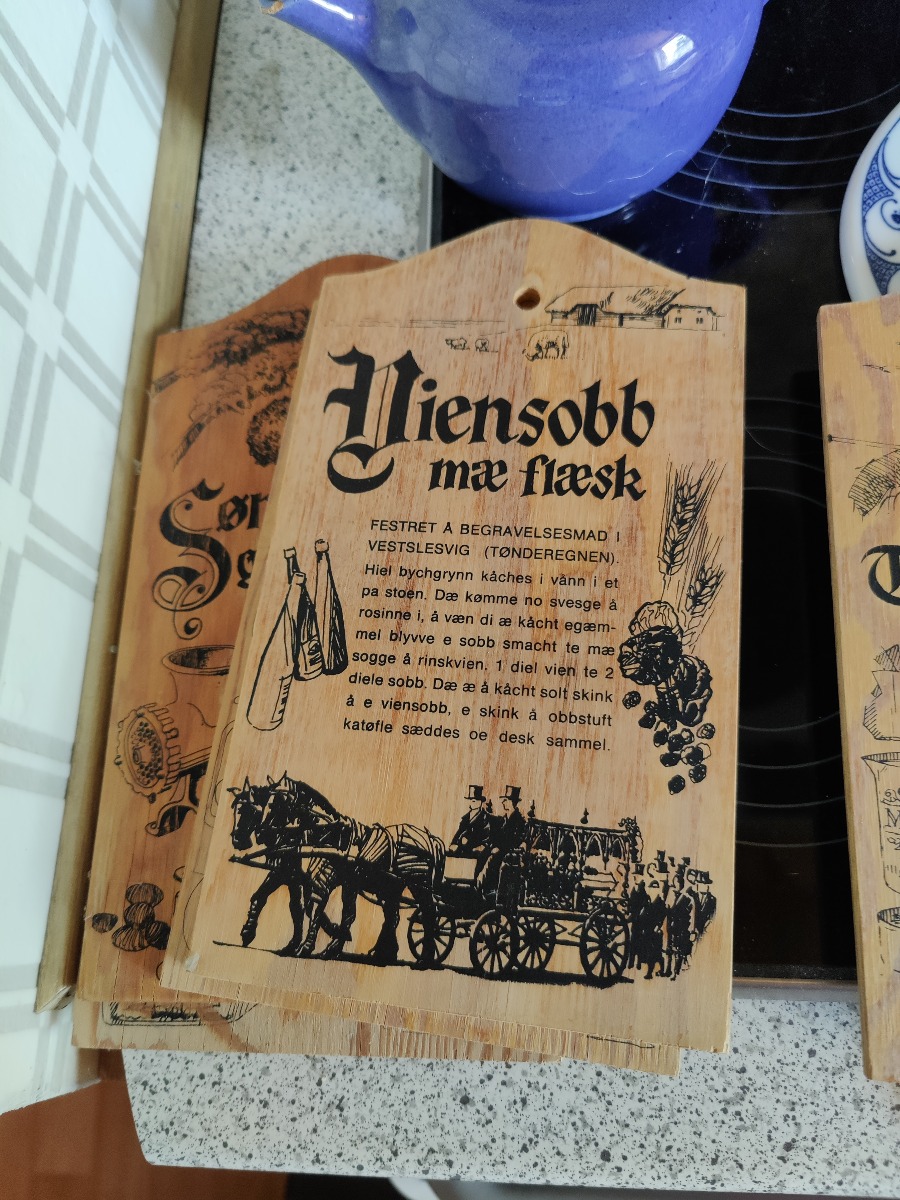 Viensobb
mæ flæsk
FESTRET Å BEGRAVELSESMAD I
VESTSLESVIG (TØNDEREGNEN).
Hiel bychgrynn kåches i vånn i et
pa stoen. Dæ kømme no svesge å
rosinne i, å væn di æ kåcht egæm-
mel blyvve e sobb smacht te mæ
sogge å rinskvien. 1 diel vien te 2
diele sobb. Dæ æ å kåcht solt skink
å e viensobb, e skink å obbstuft
katøfle sæddes oe desk sammel.